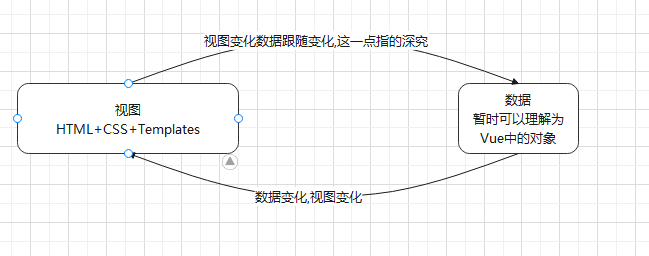 视图变化数据跟随变化,这一点指的深究
视图
HTML+CSS+Templates
数据
暂时可以理解为
Vue中的对象
数据变化,视图变化